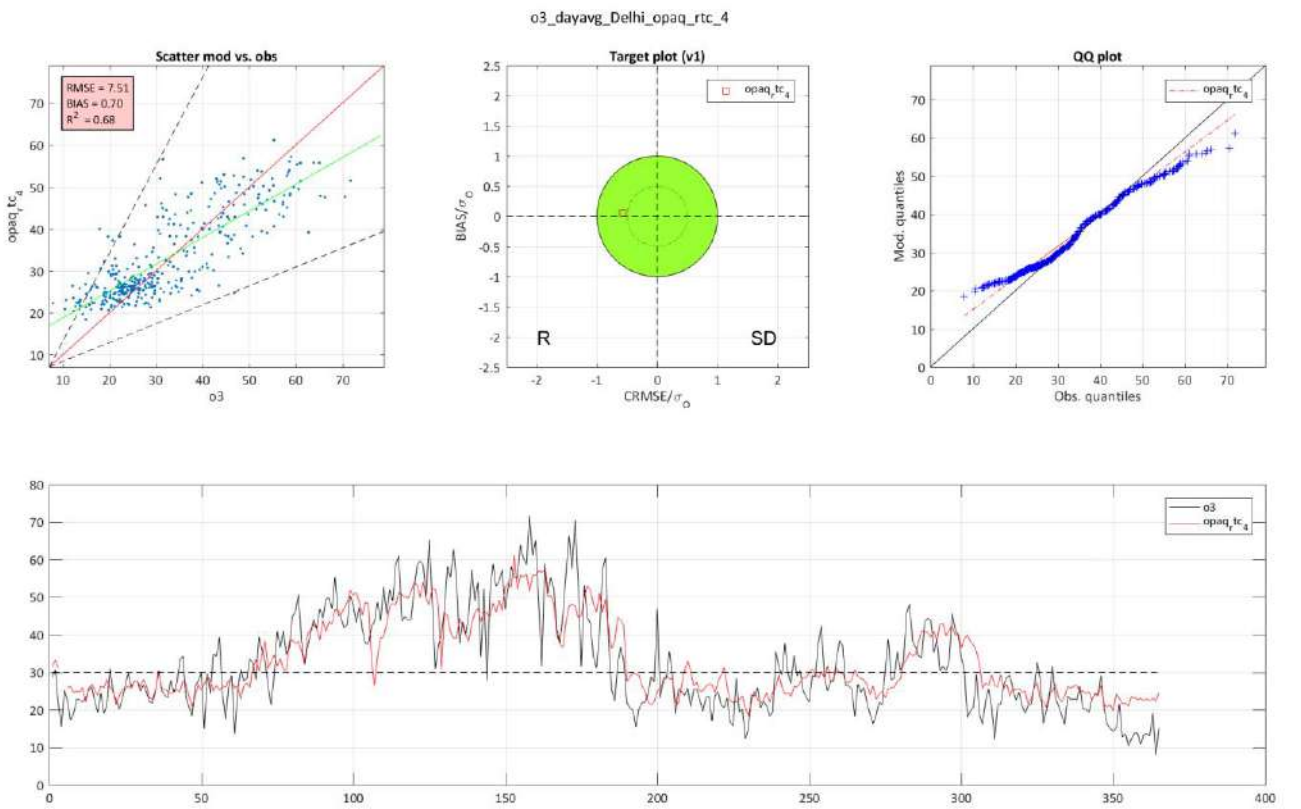 o3_dayavg_Delhi_opaq_rtc_4
Scatter mod vs. obs
RMSE = 7.51
BIAS = 0.70
R² = 0.68
70
60
50
40
30
20
10
opaq_rtc_4
10 20 30 40 50 60 70
o3
Target plot (v1)
opaq_rtc_4
2.5
2
1.5
1
0.5
0
-0.5
-1
-1.5
-2
-2.5
BIAS/σ_O
R
SD
-2 -1 0 1 2
CRMSE/σ_O
QQ plot
opaq_rtc_4
70
60
50
40
30
20
10
0
Mod. quantiles
0 10 20 30 40 50 60 70
Obs. quantiles
80
70
60
50
40
30
20
10
0
o3
opaq_rtc_4
0 50 100 150 200 250 300 350 400